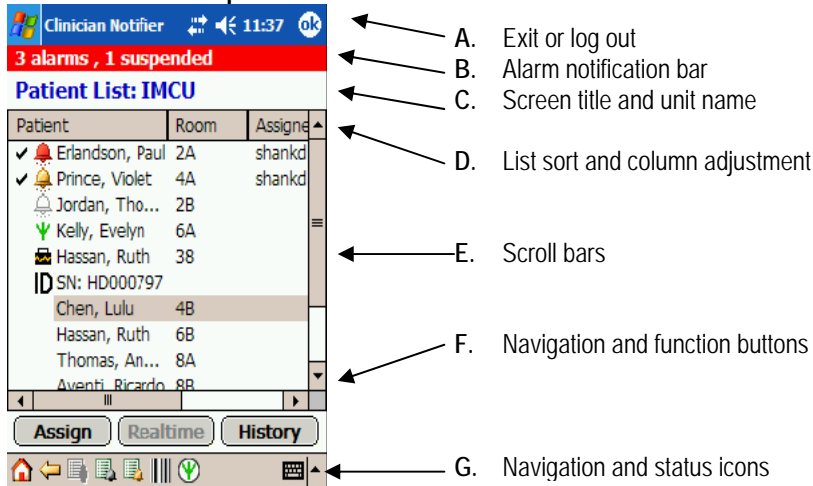 Clinician Notifier 11:37 ok
3 alarms , 1 suspended
Patient List: IMCU
Patient Room Assigne
Erlandson, Paul 2A shankd
Prince, Violet 4A shankd
Jordan, Tho... 2B
Kelly, Evelyn 6A
Hassan, Ruth 38
ID SN: HD000797
Chen, Lulu 4B
Hassan, Ruth 6B
Thomas, An... 8A
Aventi, Ricardo 8B
Assign Realtime History
A. Exit or log out
B. Alarm notification bar
C. Screen title and unit name
D. List sort and column adjustment
E. Scroll bars
F. Navigation and function buttons
G. Navigation and status icons